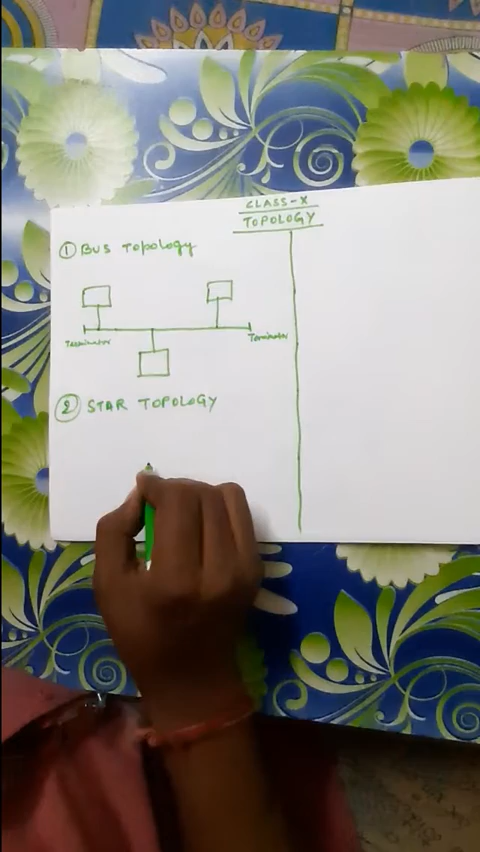 CLASS-X
TOPOLOGY
① BUS Topology
Terminator
Terminator
② STAR TOPOLOGY